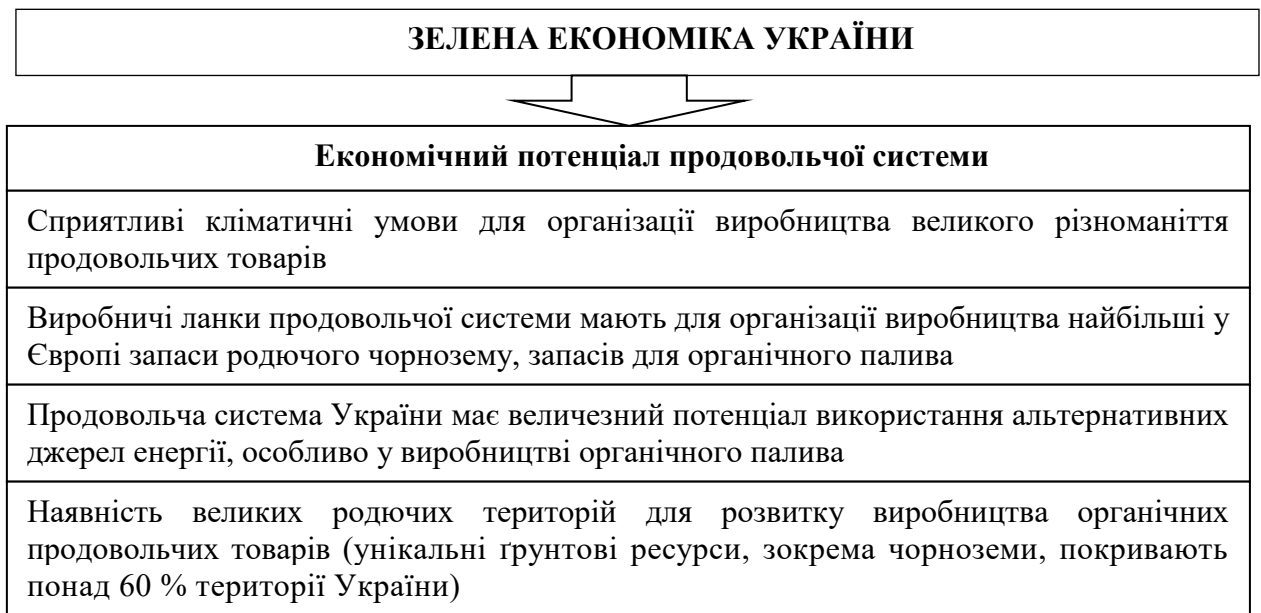 ЗЕЛЕНА ЕКОНОМІКА УКРАЇНИ
Економічний потенціал продовольчої системи
Сприятливі кліматичні умови для організації виробництва великого різноманіття
продовольчих товарів
Виробничі ланки продовольчої системи мають для організації виробництва найбільші у
Європі запаси родючого чорнозему, запасів для органічного палива
Продовольча система України має величезний потенціал використання альтернативних
джерел енергії, особливо у виробництві органічного палива
Наявність великих родючих територій для розвитку виробництва органічних
продовольчих товарів (унікальні ґрунтові ресурси, зокрема чорноземи, покривають
понад 60 % території України)